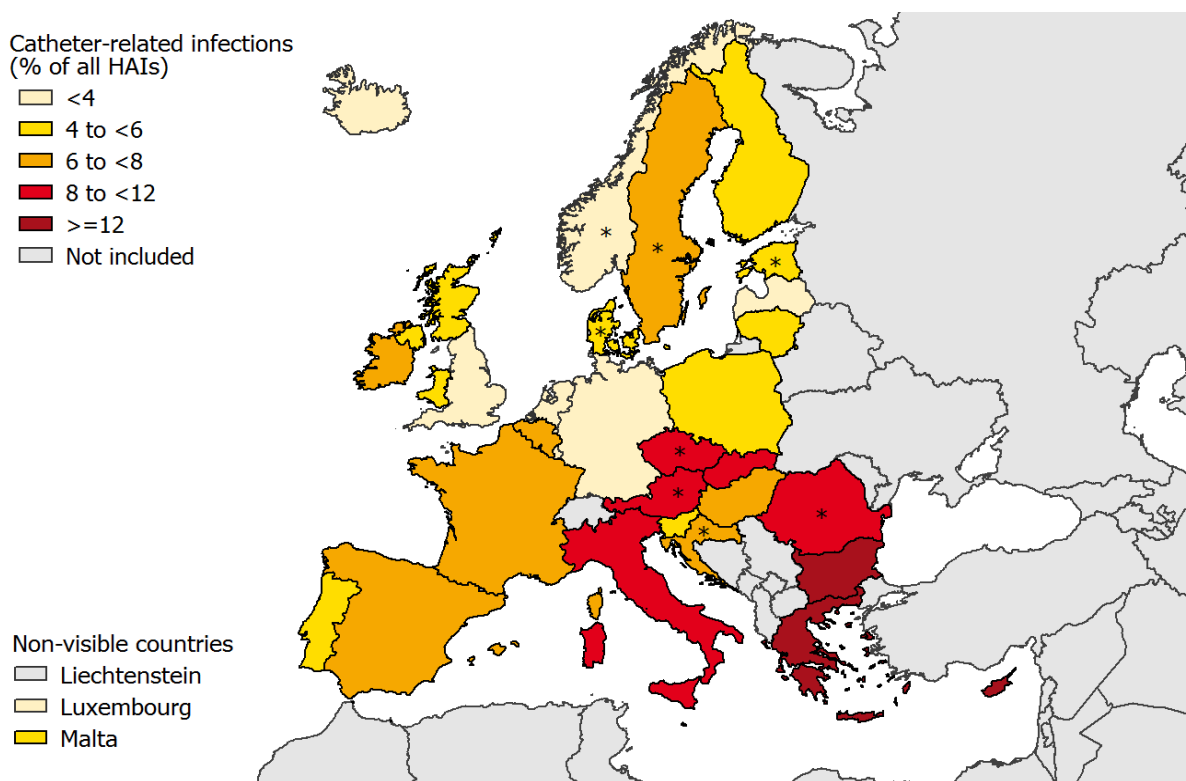 Catheter-related infections
(% of all HAIs)
<4
4 to <6
6 to <8
8 to <12
>=12
Not included
*
*
*
*
*
*
*
*
Non-visible countries
Liechtenstein
Luxembourg
Malta